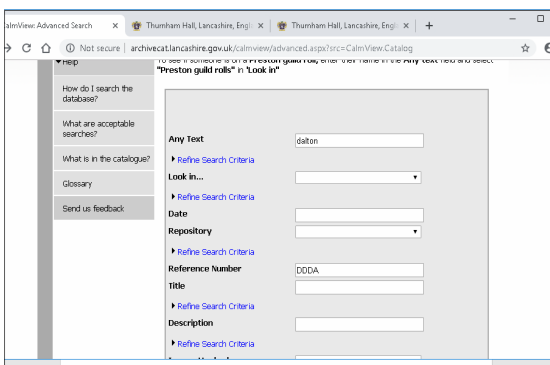 CalmView: Advanced Search
Thurnham Hall, Lancashire, Engl
Thurnham Hall, Lancashire, Engl
Not secure | archivecat.lancashire.gov.uk/calmview/advanced.aspx?src=CalmView.Catalog
Help
To see if someone is on a Preston guild roll, enter their name in the Any text field and select
"Preston guild rolls" in 'Look in"
How do I search the
database?
What are acceptable
searches?
What is in the catalogue?
Glossary
Send us feedback
Any Text
dalton
Refine Search Criteria
Look in...
Refine Search Criteria
Date
Repository
Refine Search Criteria
Reference Number
DDDA
Title
Refine Search Criteria
Description
Refine Search Criteria